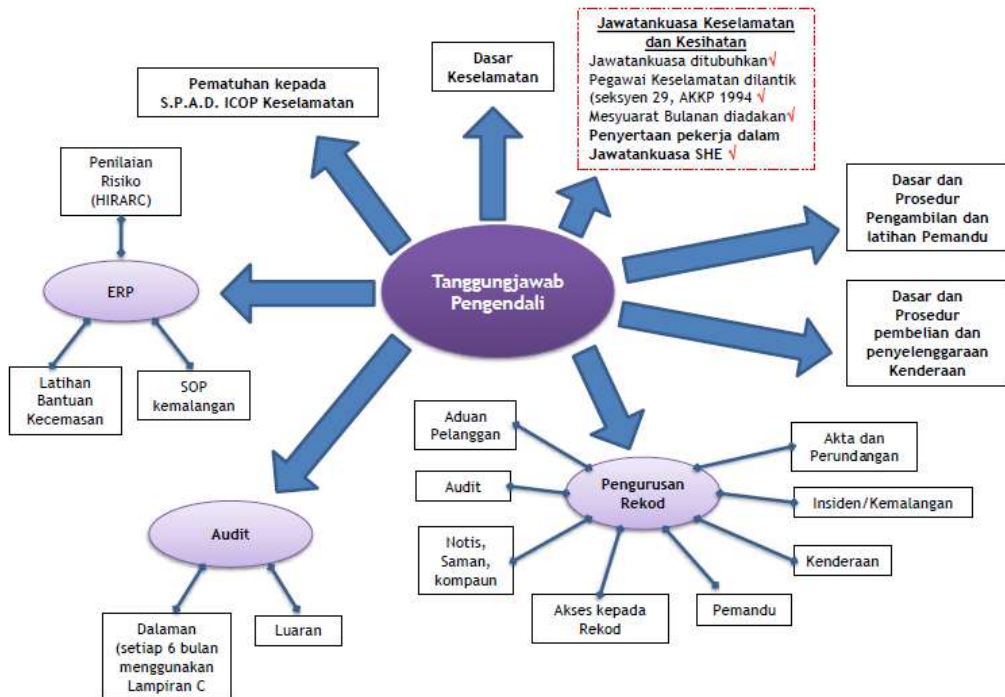 Jawatankuasa Keselamatan
dan Kesihatan
Jawatankuasa ditubuhkan√
Pegawai Keselamatan dilantik
(seksyen 29, AKKP 1994 √
Mesyuarat Bulanan diadakan√
Penyertaan pekerja dalam
Jawatankuasa SHE √
Dasar
Keselamatan
Pematuhan kepada
S.P.A.D. ICOP Keselamatan
Penilaian
Risiko
(HIRARC)
Dasar dan
Prosedur
Pengambilan dan
latihan Pemandu
Tanggungjawab
Pengendali
ERP
Dasar dan
Prosedur
pembelian dan
penyelenggaraan
Kenderaan
Latihan
Bantuan
Kecemasan
SOP
kemalangan
Aduan
Pelanggan
Akta dan
Perundangan
Audit
Pengurusan
Rekod
Insiden/Kemalangan
Audit
Notis,
Saman,
kompaun
Kenderaan
Akses kepada
Rekod
Pemandu
Dalaman
(setiap 6 bulan
menggunakan
Lampiran C
Luaran